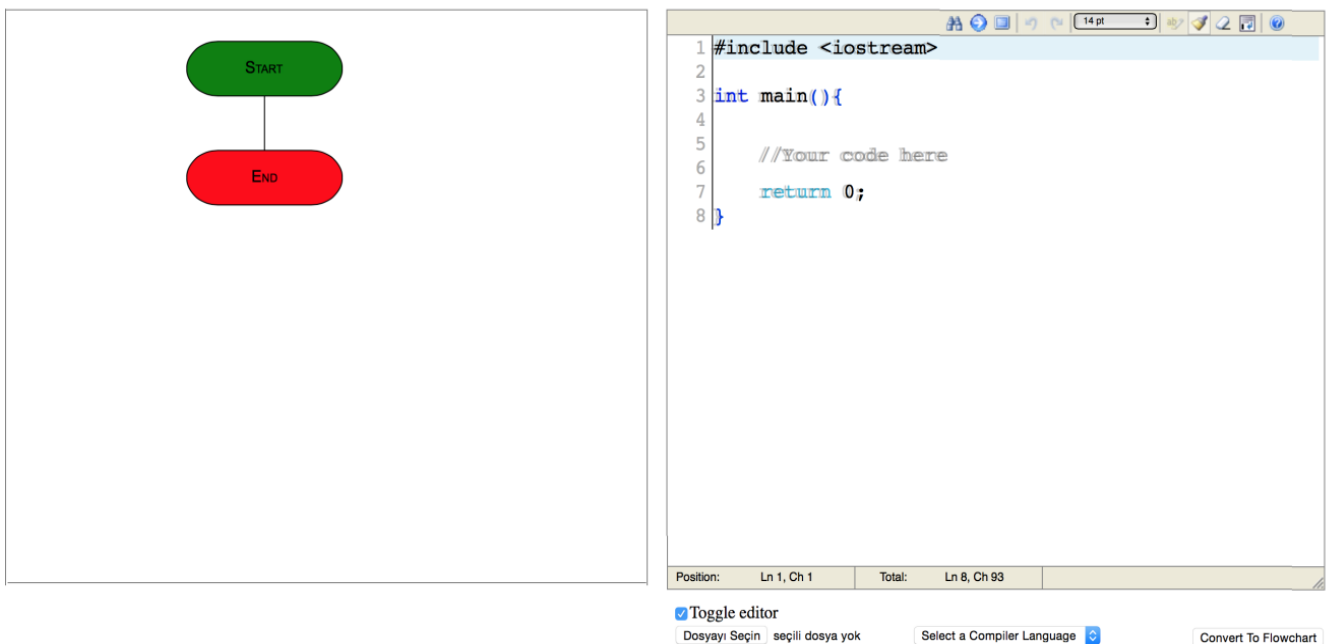 START
END
14 pt
1 #include <iostream>
2
3 int main(){
4
5
6 //Your code here
7 return 0;
8 }
Position: Ln 1, Ch 1 Total: Ln 8, Ch 93
Toggle editor
Dosyayı Seçin seçili dosya yok Select a Compiler Language Convert To Flowchart